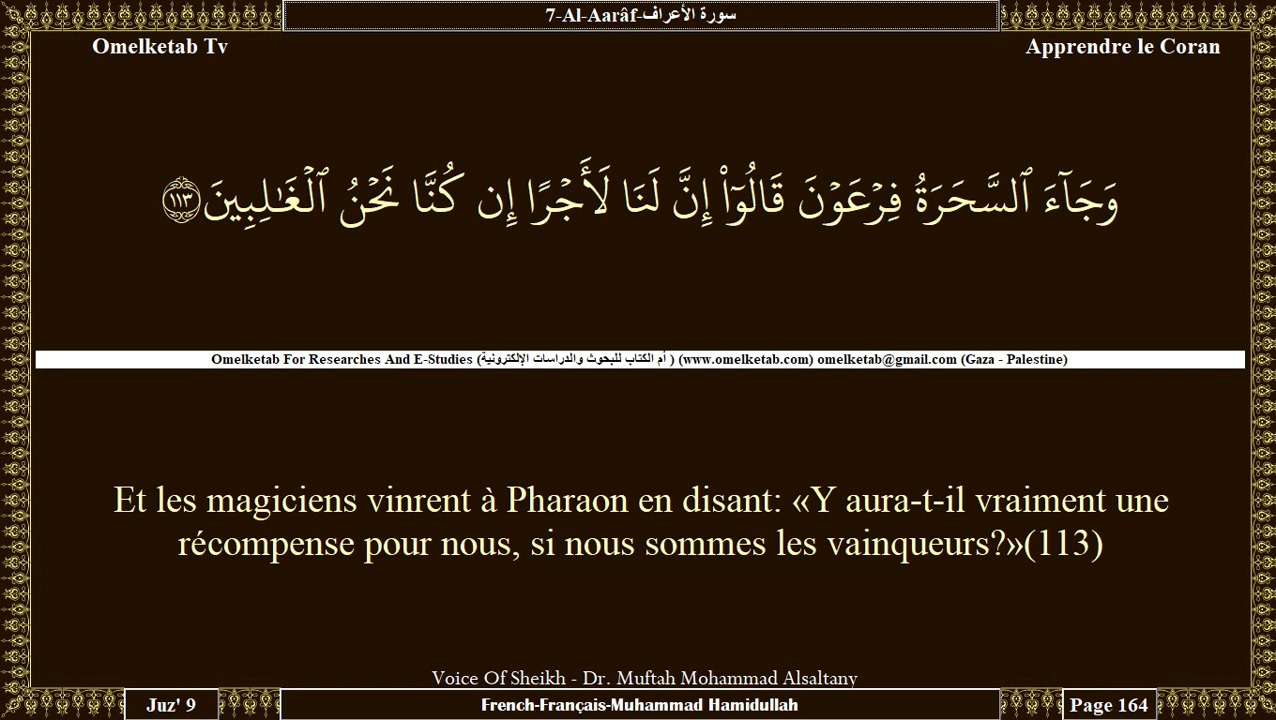 7-Al-Aarâf-سورة الأعراف
Omelketab Tv
Apprendre le Coran
وَجَآءَ ٱلسَّحَرَةُ فِرۡعَوۡنَ قَالُوٓاْ إِنَّ لَنَا لَأَجۡرًا إِن كُنَّا نَحۡنُ ٱلۡغَٰلِبِينَ ١١٣
Omelketab For Researches And E-Studies (أم الكتاب للبحوث والدراسات الإلكترونية ) (www.omelketab.com) omelketab@gmail.com (Gaza - Palestine)
Et les magiciens vinrent à Pharaon en disant: «Y aura-t-il vraiment une
récompense pour nous, si nous sommes les vainqueurs?»(113)
Voice Of Sheikh - Dr. Muftah Mohammad Alsaltany
Juz' 9
French-Français-Muhammad Hamidullah
Page 164